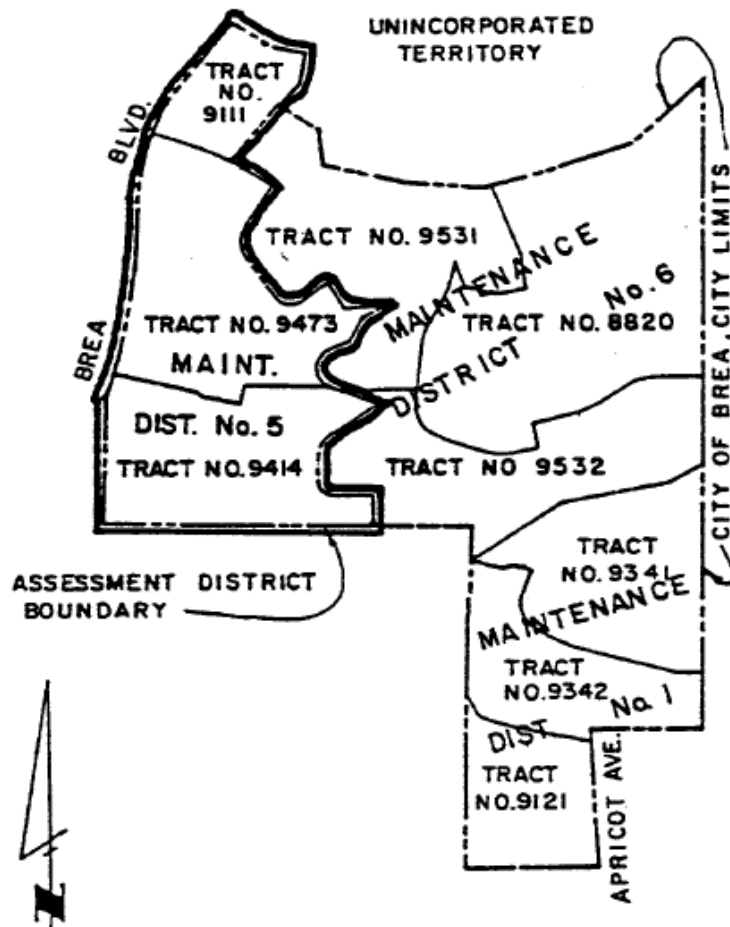 UNINCORPORATED
TERRITORY
TRACT
NO.
9111
BREA BLVD.
TRACT NO. 9531
MAINTENANCE
DISTRICT
No. 6
TRACT NO. 8820
TRACT NO. 9473
MAINT.
DIST. No. 5
TRACT NO. 9414
TRACT NO 9532
CITY OF BREA, CITY LIMITS
TRACT
NO. 9341
ASSESSMENT DISTRICT
BOUNDARY
MAINTENANCE
DIST No. 1
TRACT
NO.9342
TRACT
NO.9121
APRICOT AVE.
N